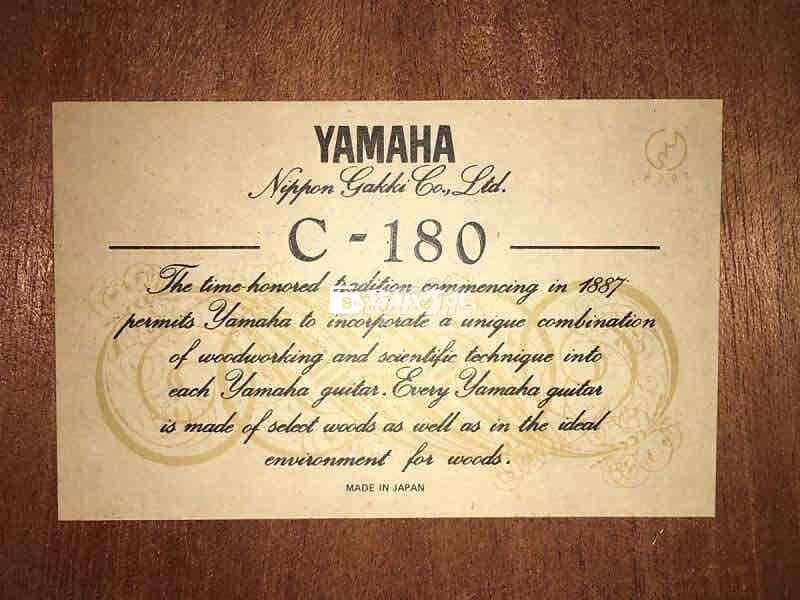 YAMAHA
Nippon Gakki Co., Ltd.
C - 180
The time-honored tradition commencing in 1887
permits Yamaha to incorporate a unique combination
of woodworking and scientific technique into
each Yamaha guitar. Every Yamaha guitar
is made of select woods as well as in the ideal
environment for woods.
MADE IN JAPAN